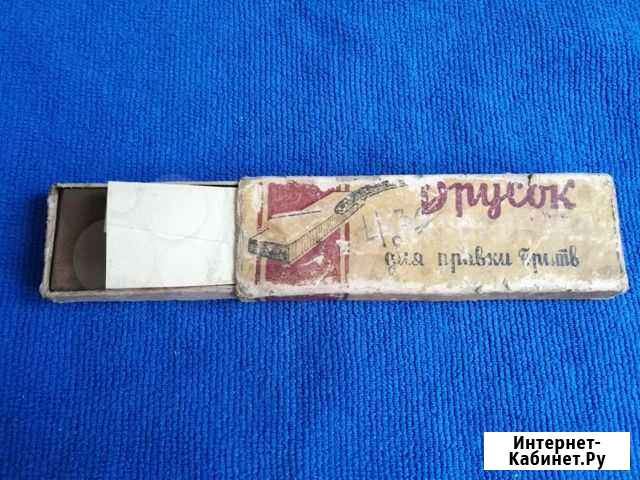 Брусок
для правки бритв
Интернет-
Кабинет.Ру